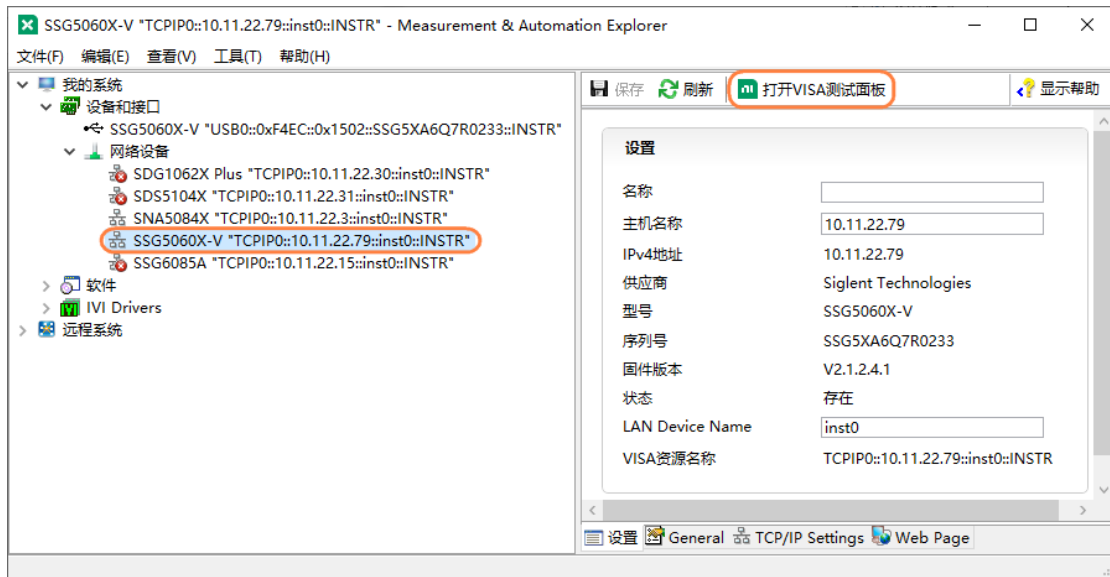 SSG5060X-V "TCPIP0::10.11.22.79::inst0::INSTR" - Measurement & Automation Explorer
文件(F) 编辑(E) 查看(V) 工具(T) 帮助(H)
我的系统
设备和接口
SSG5060X-V "USB0::0xF4EC::0x1502::SSG5XA6Q7R0233::INSTR"
网络设备
SDG1062X Plus "TCPIP0::10.11.22.30::inst0::INSTR"
SDS5104X "TCPIP0::10.11.22.31::inst0::INSTR"
SNA5084X "TCPIP0::10.11.22.3::inst0::INSTR"
SSG5060X-V "TCPIP0::10.11.22.79::inst0::INSTR"
SSG6085A "TCPIP0::10.11.22.15::inst0::INSTR"
软件
IVI Drivers
远程系统
保存 刷新 打开VISA测试面板 显示帮助
设置
名称
主机名称 10.11.22.79
IPv4地址 10.11.22.79
供应商 Siglent Technologies
型号 SSG5060X-V
序列号 SSG5XA6Q7R0233
固件版本 V2.1.2.4.1
状态 存在
LAN Device Name inst0
VISA资源名称 TCPIP0::10.11.22.79::inst0::INSTR
设置 General TCP/IP Settings Web Page